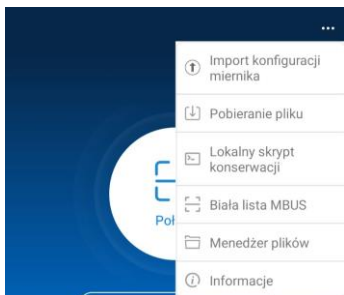 Import konfiguracji
miernika
Pobieranie pliku
Lokalny skrypt
konserwacji
Biała lista MBUS
Menedżer plików
Informacje